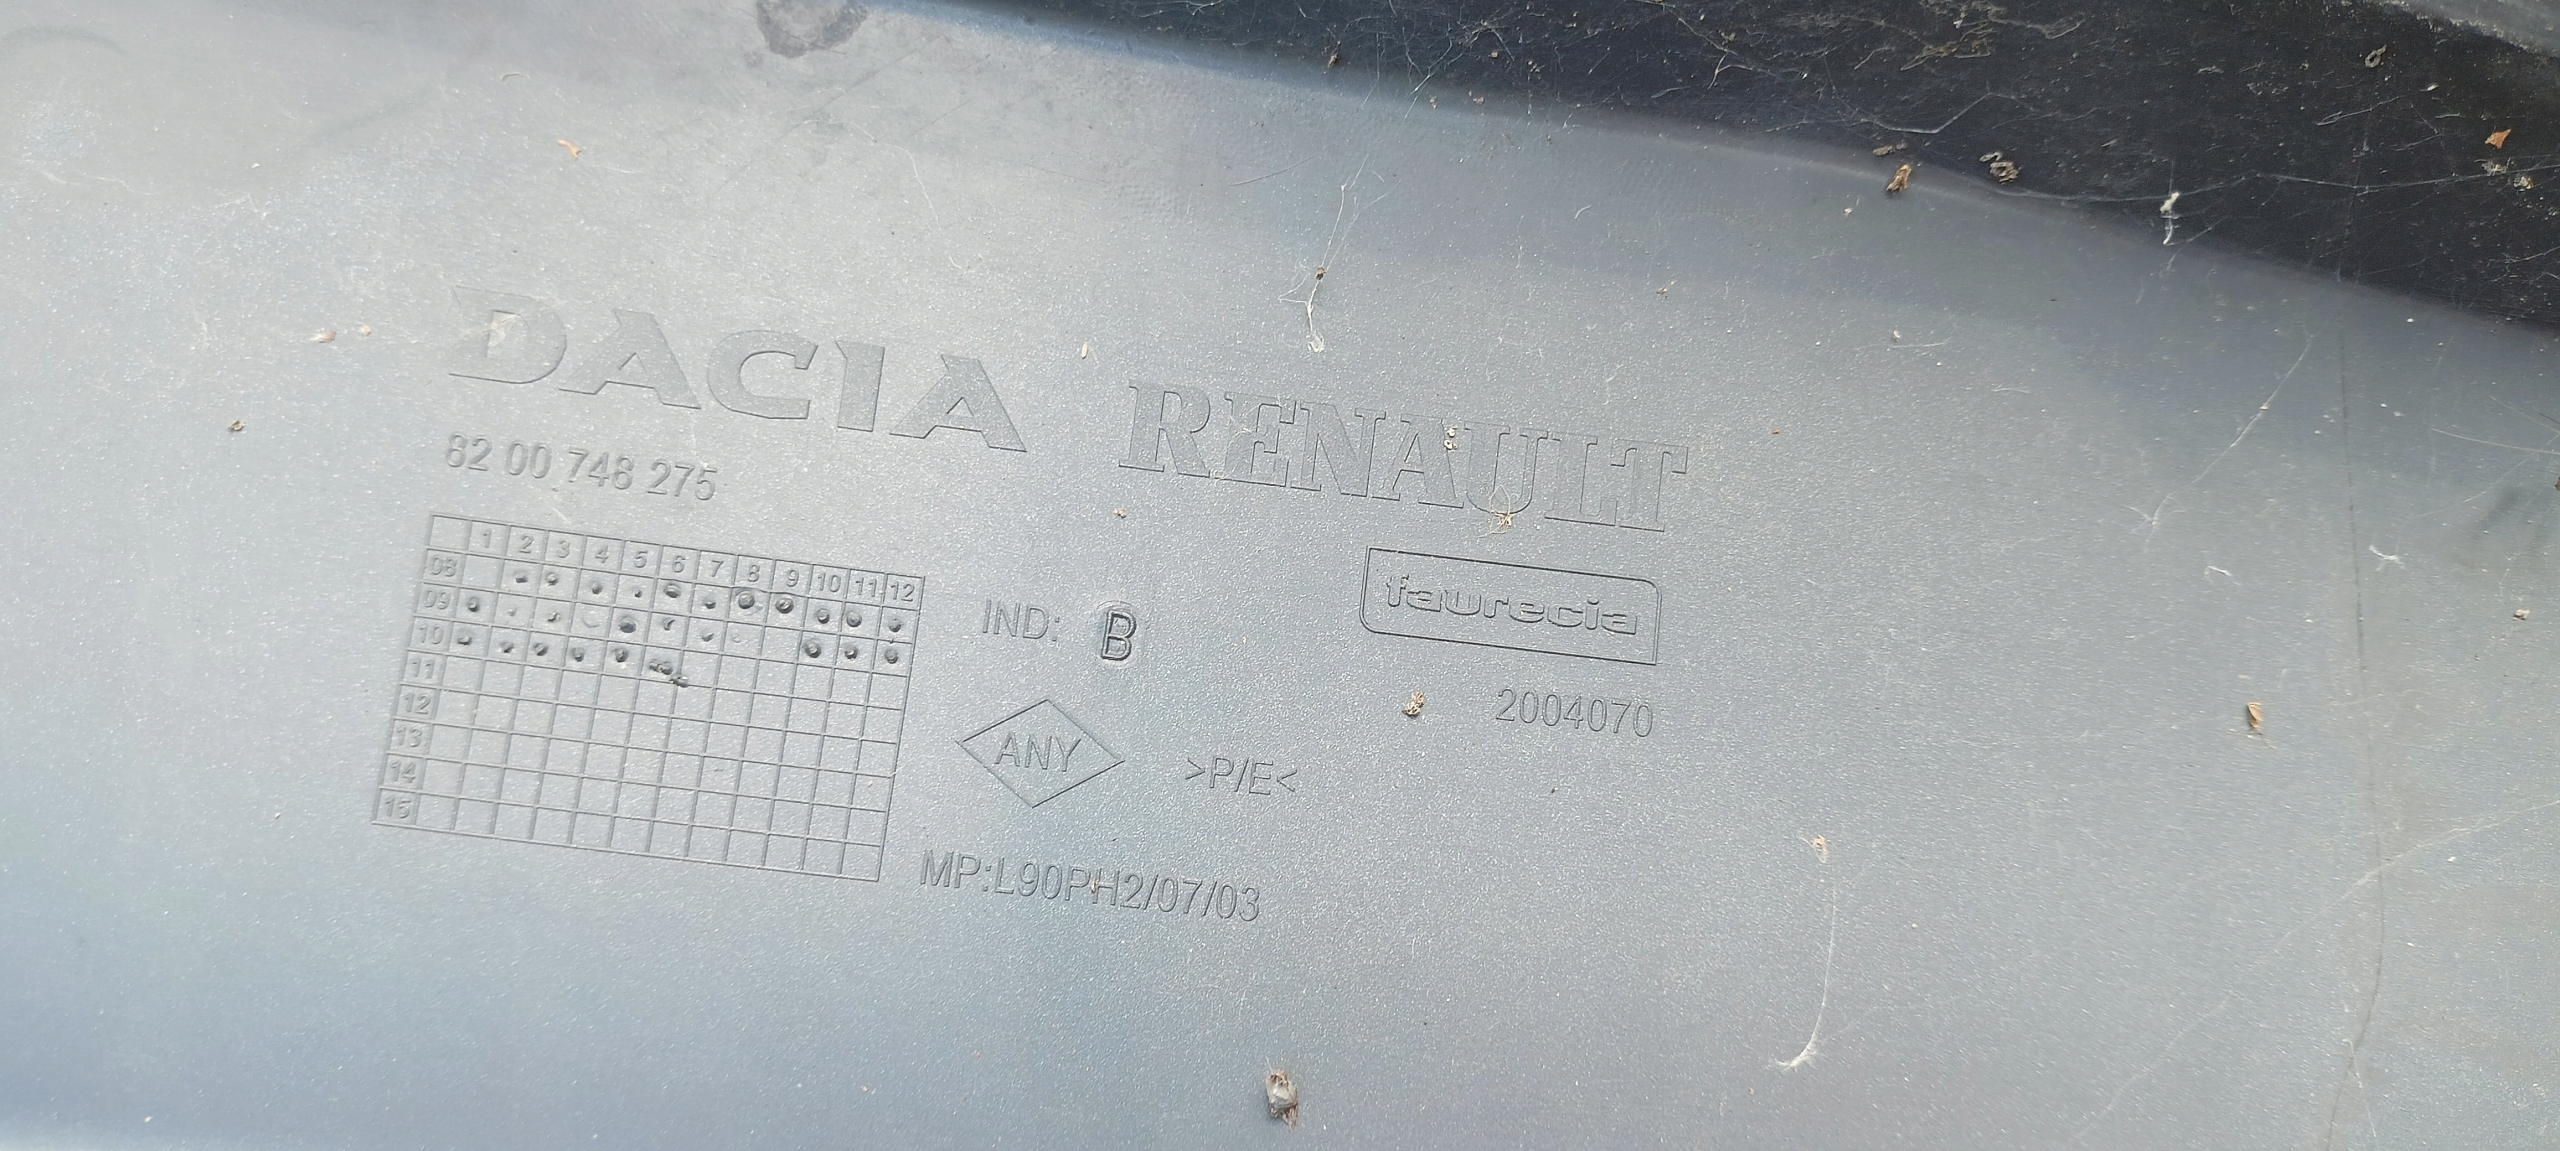 DACIA RENAULT
82 00 748 275
1 2 3 4 5 6 7 8 9 10 11 12
08
09
10
11
12
13
14
15
IND: B
faurecia
2004070
ANY
>P/E<
MP:L90PH2/07/03